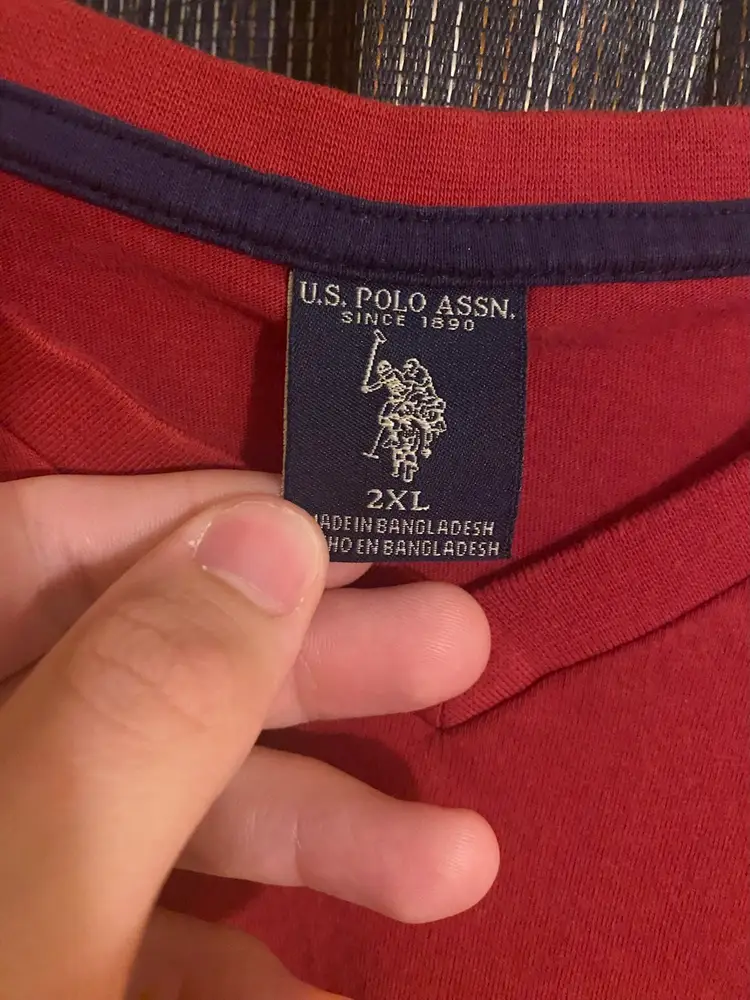 U.S. POLO ASSN.
SINCE 1890
2XL
IN BANGLADESH
EN BANGLADESH